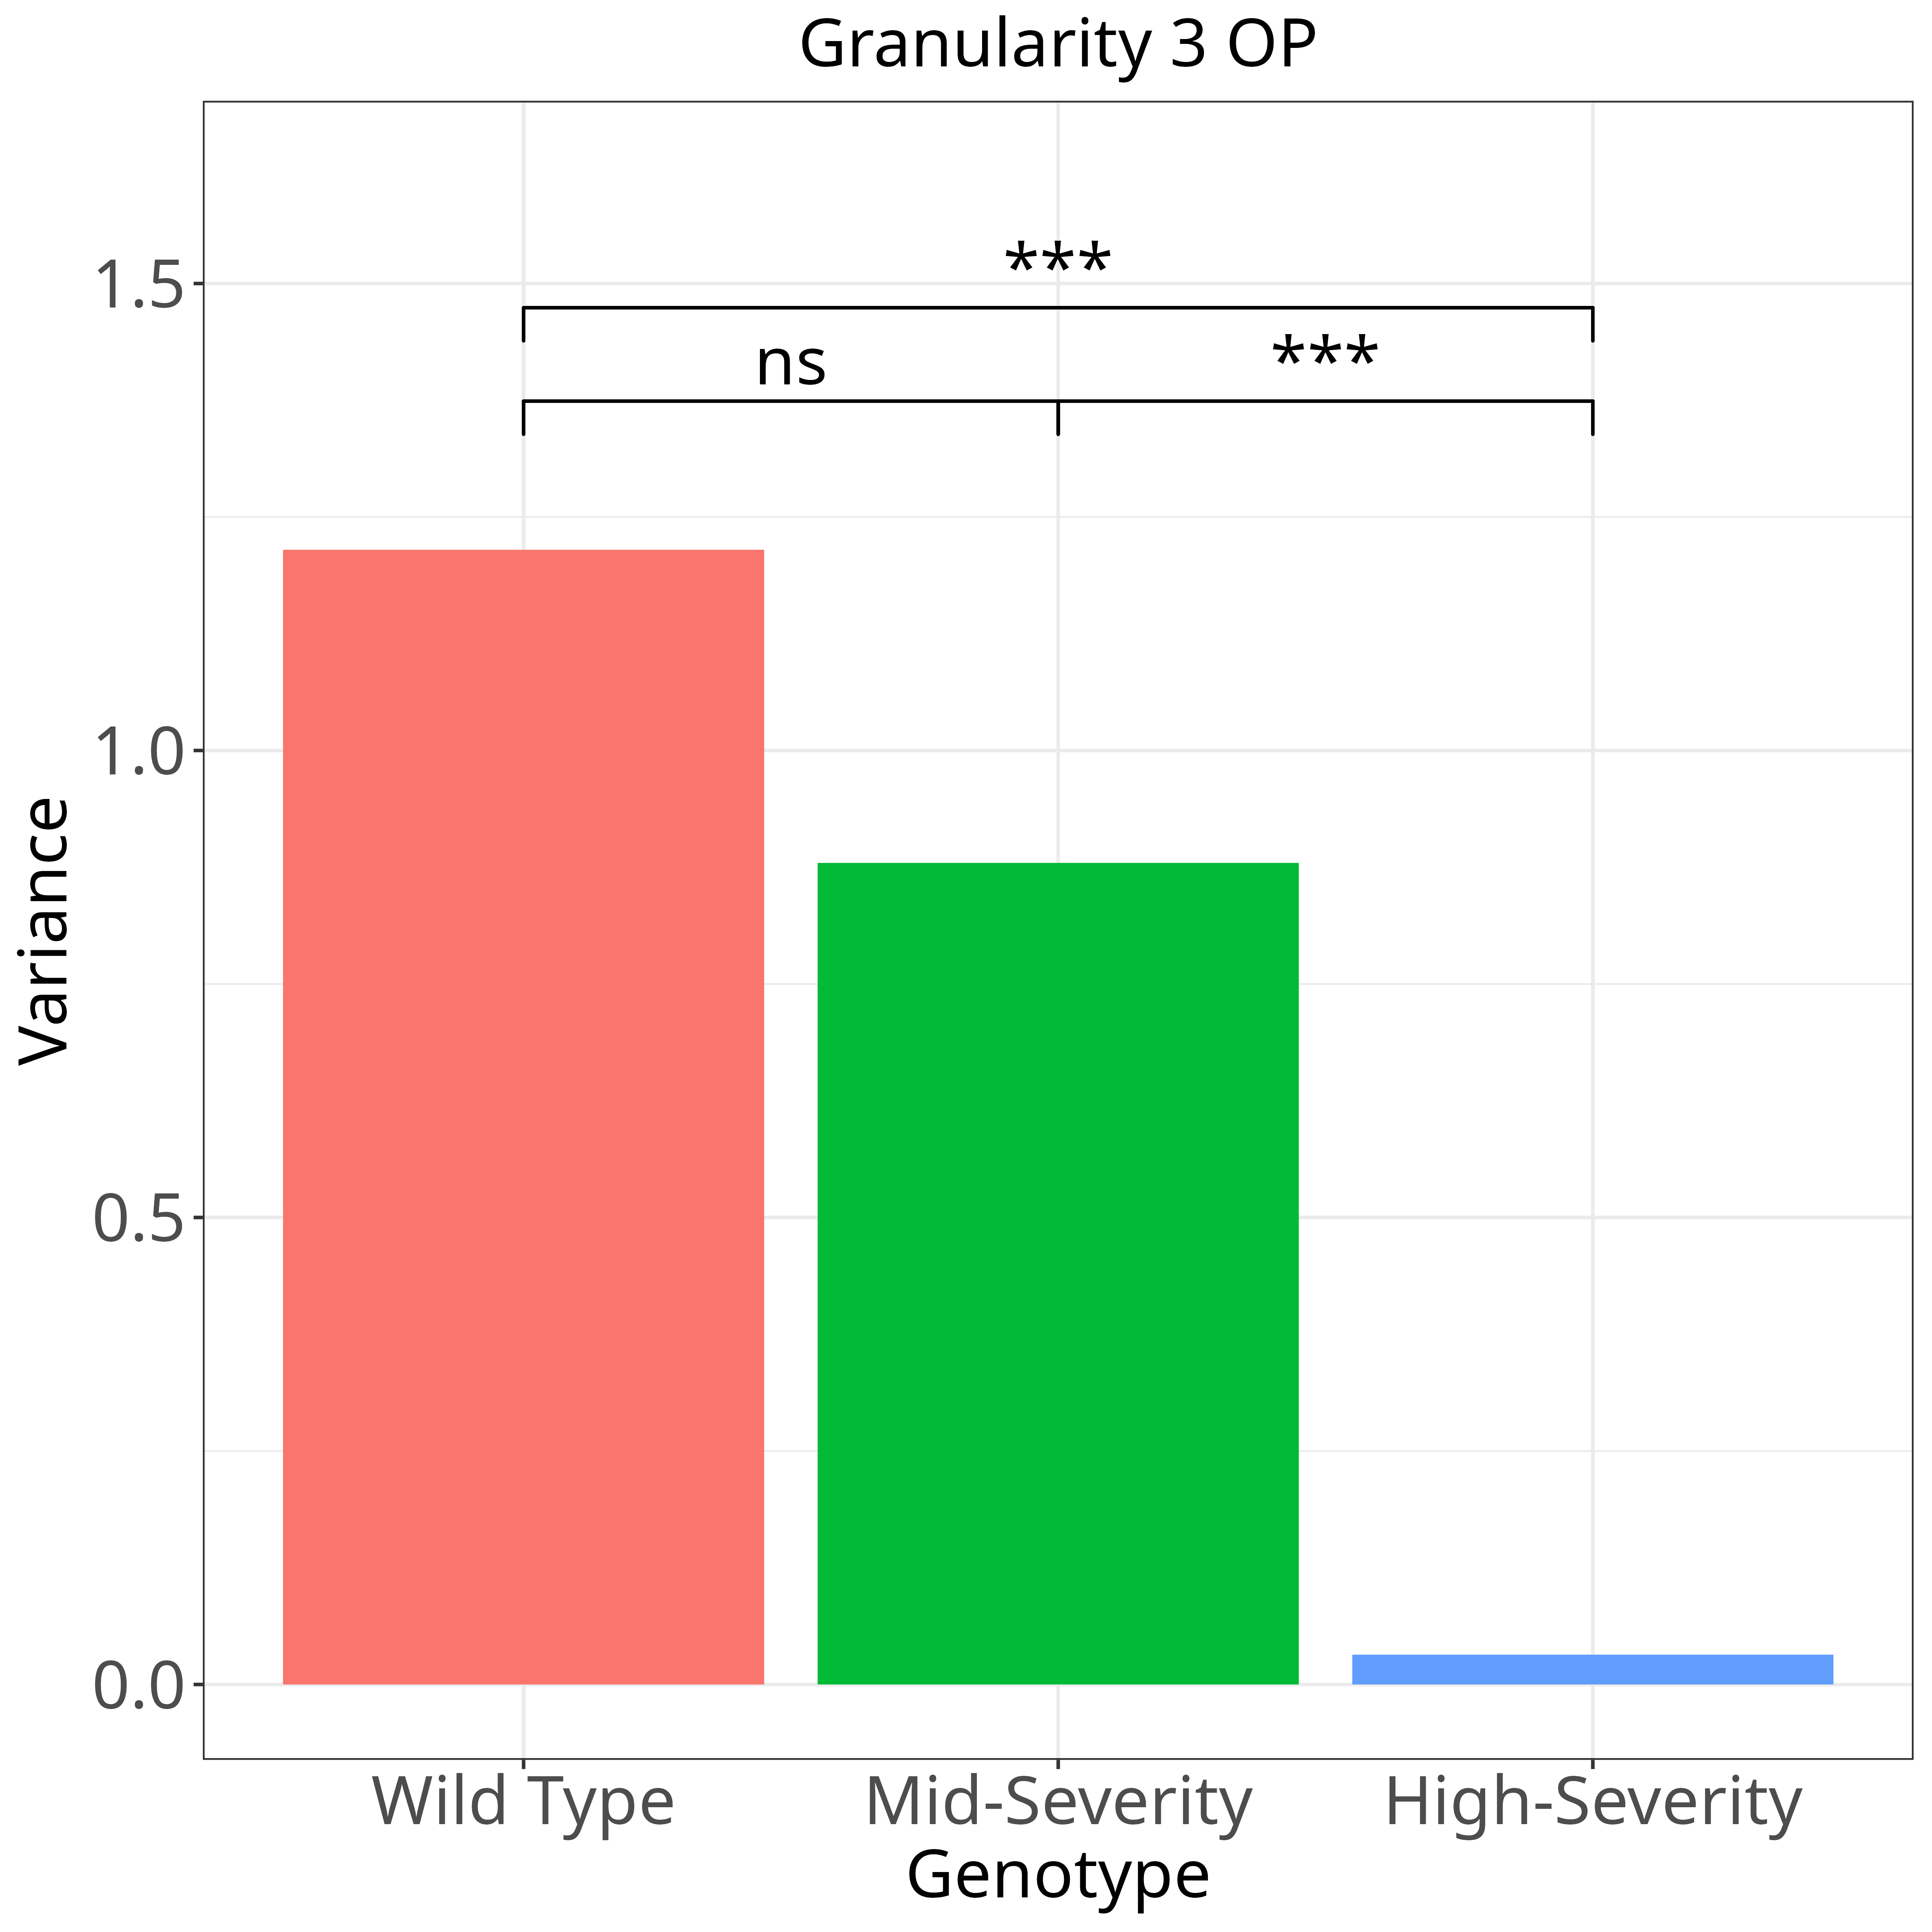 Granularity 3 OP
***
ns ***
1.5
1.0
0.5
0.0
Variance
Wild Type Mid-Severity High-Severity
Genotype